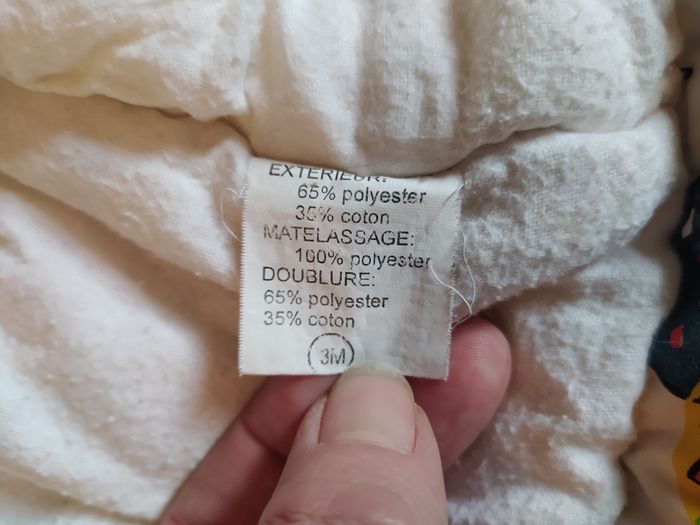 EXTERIEUR:
65% polyester
35% coton
MATELASSAGE:
100% polyester
DOUBLURE:
65% polyester
35% coton
3M